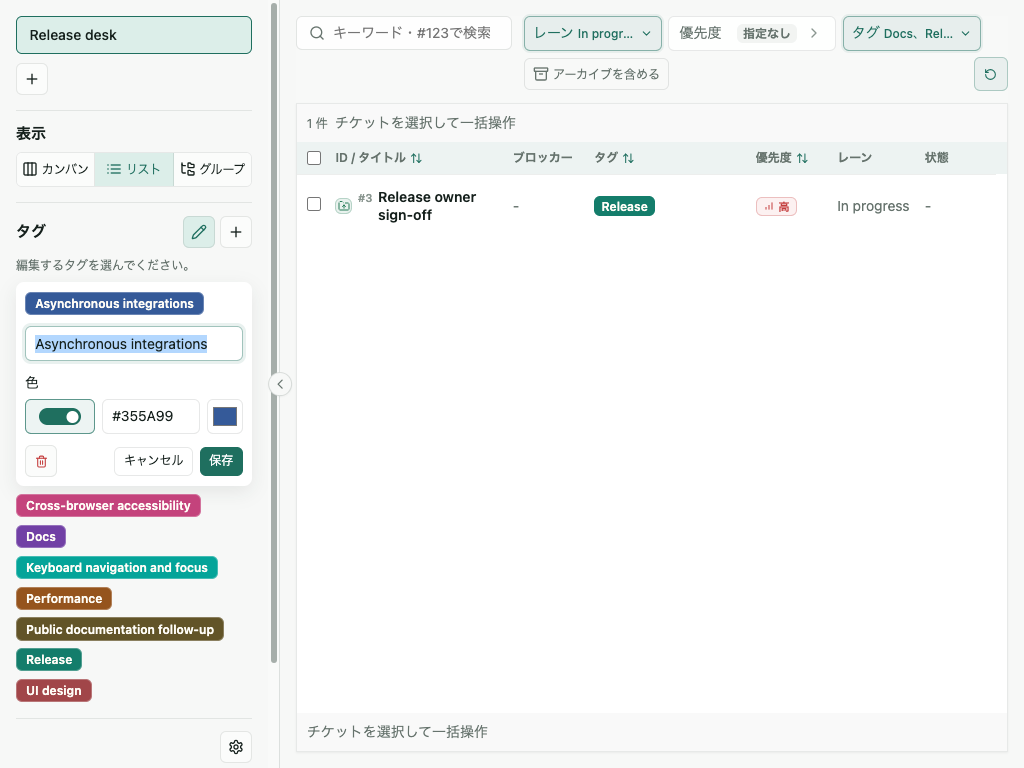 Release desk
表示
カンバン
リスト
グループ
タグ
編集するタグを選んでください。
Asynchronous integrations
Asynchronous integrations
色
#355A99
キャンセル
保存
Cross-browser accessibility
Docs
Keyboard navigation and focus
Performance
Public documentation follow-up
Release
UI design
キーワード・#123で検索
レーン In progr...
優先度 指定なし
タグ Docs、Rel...
アーカイブを含める
1 件 チケットを選択して一括操作
ID / タイトル ブロッカー タグ 優先度 レーン 状態
#3 Release owner sign-off - Release 高 In progress -
チケットを選択して一括操作